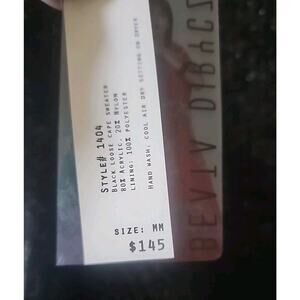 STYLE# 1404
BLACK LOOSE CAPE SWEATER
80% ACRYLIC, 20% NYLON
LINING: 100% POLYESTER
HAND WASH; COOL AIR DRY SETTING ON DRYER
SIZE: MM
$145